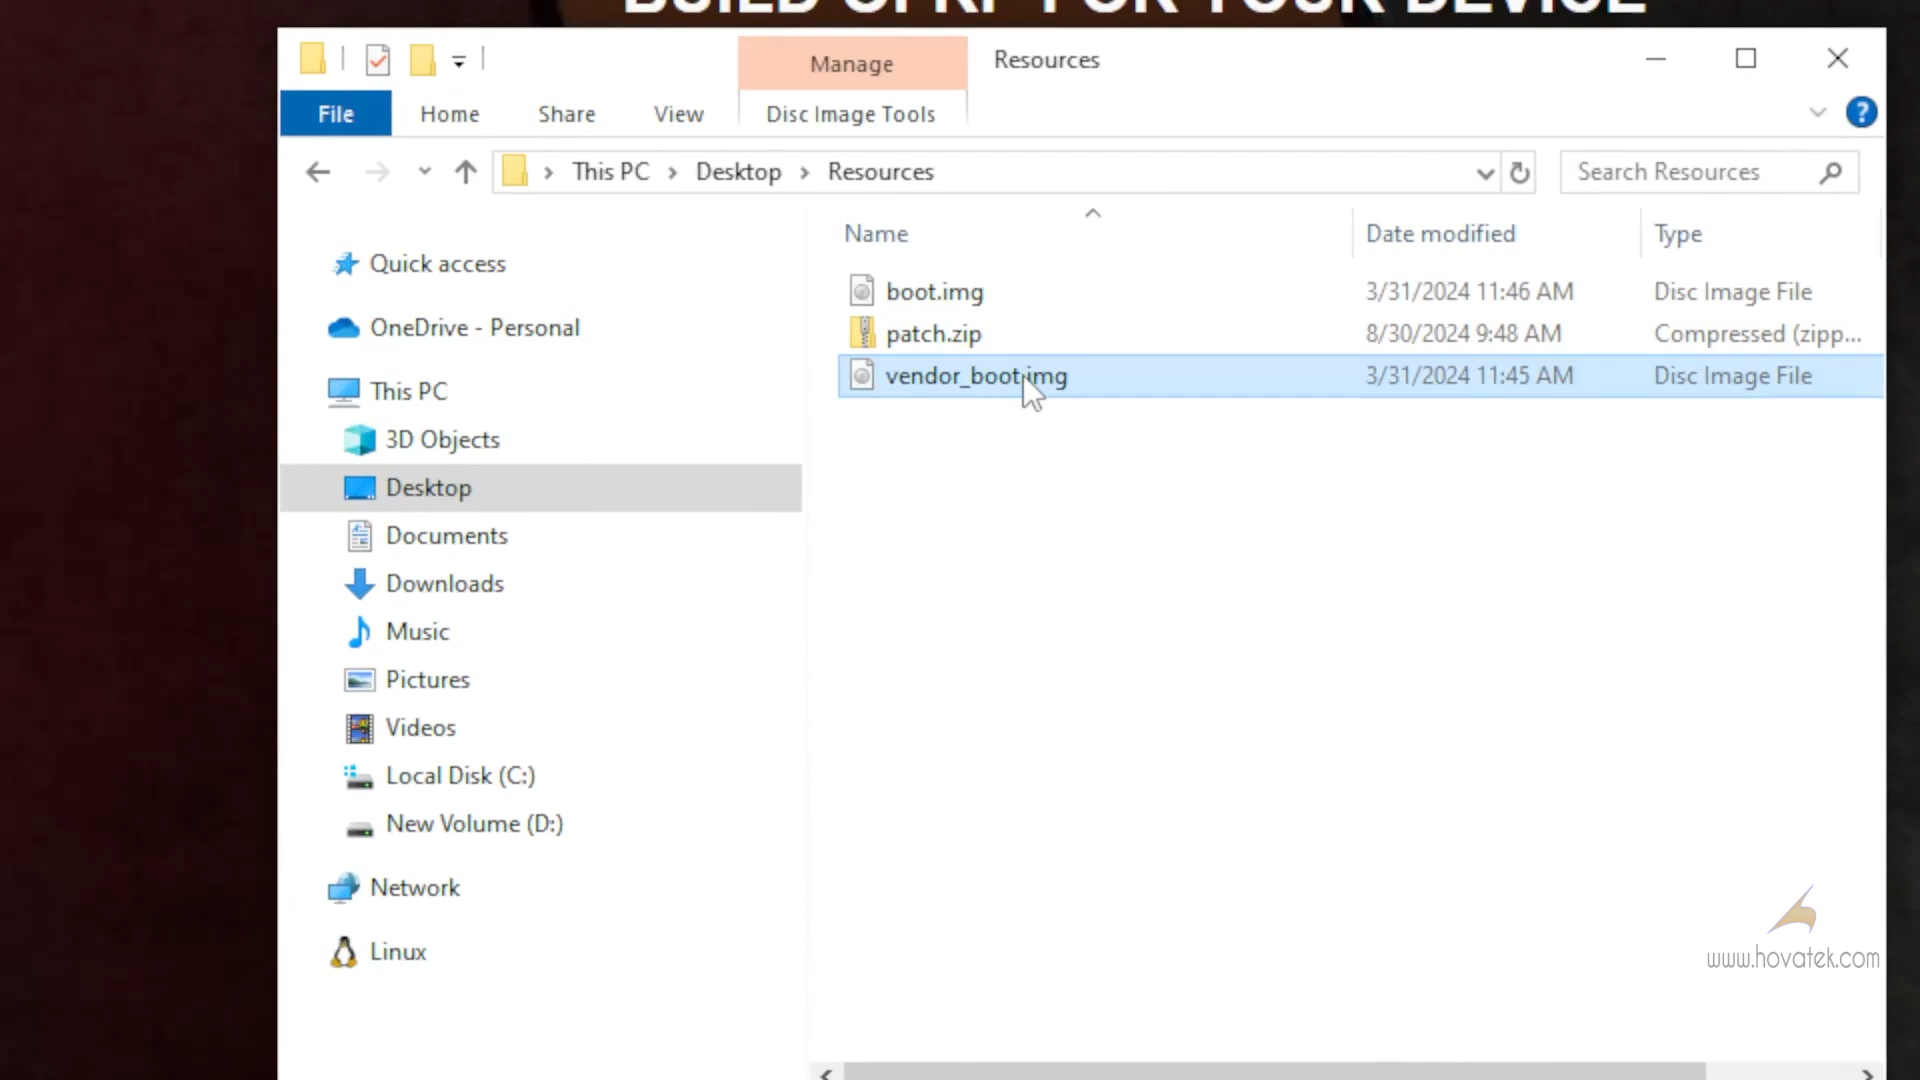 FOR YOUR DEVICE
Manage
Resources
File
Home
Share
View
Disc Image Tools
?
This PC
Desktop
Resources
Search Resources
Name
Date modified
Type
Quick access
OneDrive - Personal
This PC
3D Objects
Desktop
Documents
Downloads
Music
Pictures
Videos
Local Disk (C:)
New Volume (D:)
Network
Linux
boot.img
3/31/2024 11:46 AM
Disc Image File
patch.zip
8/30/2024 9:48 AM
Compressed (zipp...
vendor_boot.img
3/31/2024 11:45 AM
Disc Image File
www.hovatek.com